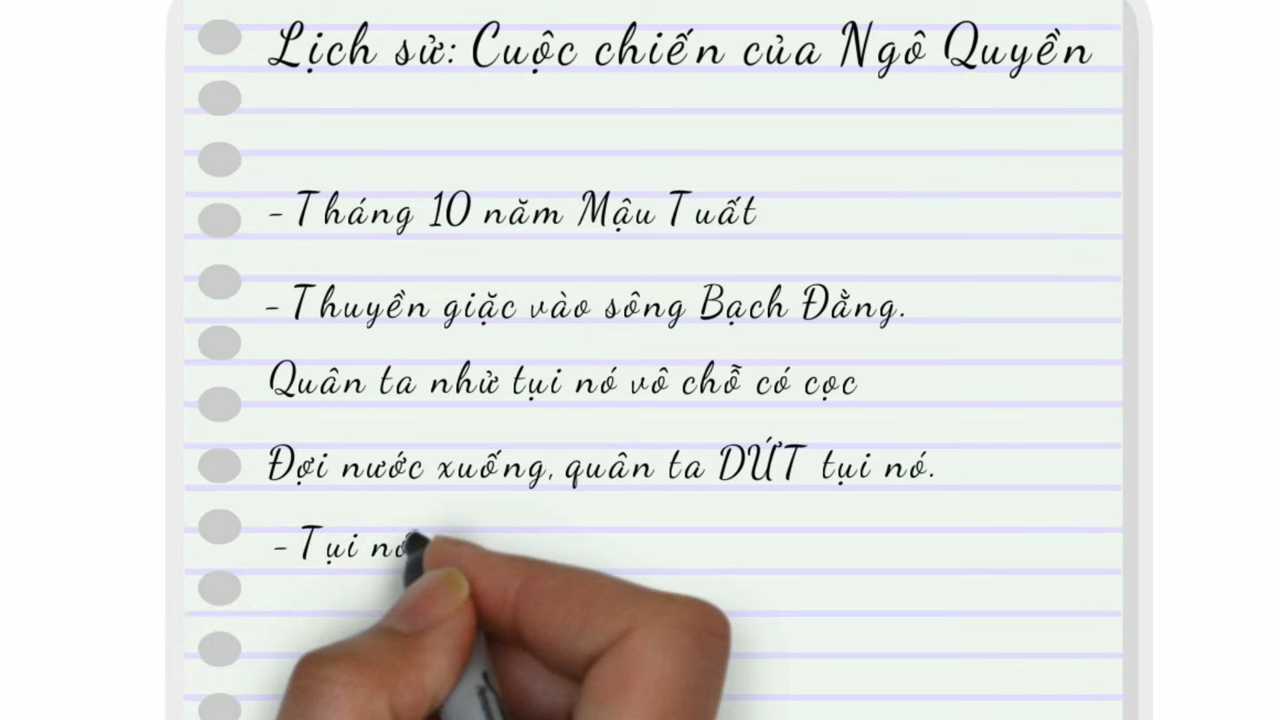 Lịch sử: Cuộc chiến của Ngô Quyền
- Tháng 10 năm Mậu Tuất
- Thuyền giặc vào sông Bạch Đằng.
Quân ta nhử tụi nó vô chỗ có cọc
Đợi nước xuống, quân ta DỨT tụi nó.
- Tụi nó